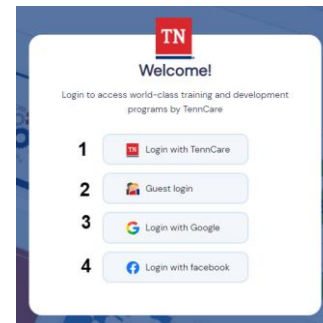 TN
Welcome!
Login to access world-class training and development
programs by TennCare
1 TN Login with TennCare
2 Guest login
3 Login with Google
4 Login with facebook